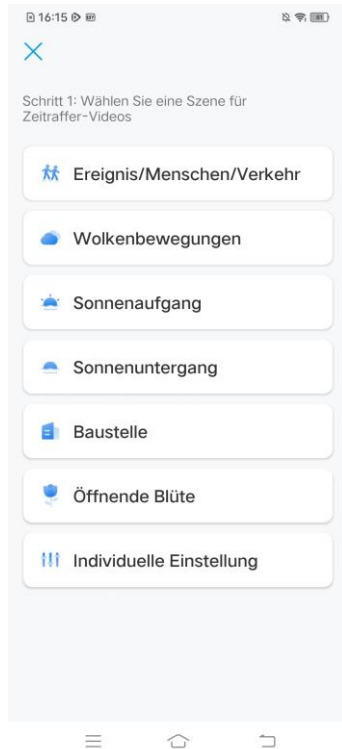 16:15
81
Schritt 1: Wählen Sie eine Szene für
Zeitraffer-Videos
Ereignis/Menschen/Verkehr
Wolkenbewegungen
Sonnenaufgang
Sonnenuntergang
Baustelle
Öffnende Blüte
Individuelle Einstellung